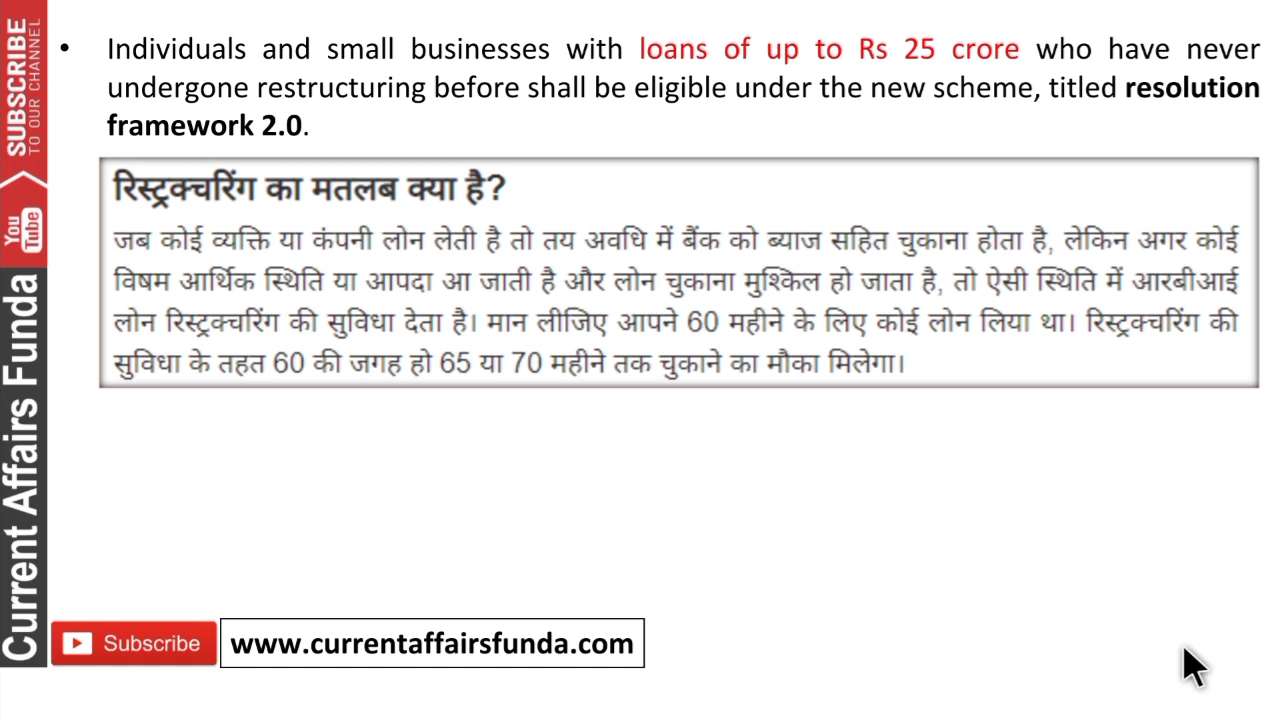 • Individuals and small businesses with loans of up to Rs 25 crore who have never
undergone restructuring before shall be eligible under the new scheme, titled resolution
framework 2.0.
रिस्ट्रक्चरिंग का मतलब क्या है?
जब कोई व्यक्ति या कंपनी लोन लेती है तो तय अवधि में बैंक को ब्याज सहित चुकाना होता है, लेकिन अगर कोई
विषम आर्थिक स्थिति या आपदा आ जाती है और लोन चुकाना मुश्किल हो जाता है, तो ऐसी स्थिति में आरबीआई
लोन रिस्ट्रक्चरिंग की सुविधा देता है। मान लीजिए आपने 60 महीने के लिए कोई लोन लिया था। रिस्ट्रक्चरिंग की
सुविधा के तहत 60 की जगह हो 65 या 70 महीने तक चुकाने का मौका मिलेगा।
SUBSCRIBE
TO OUR CHANNEL
You
Tube
Current Affairs Funda
Subscribe
www.currentaffairsfunda.com